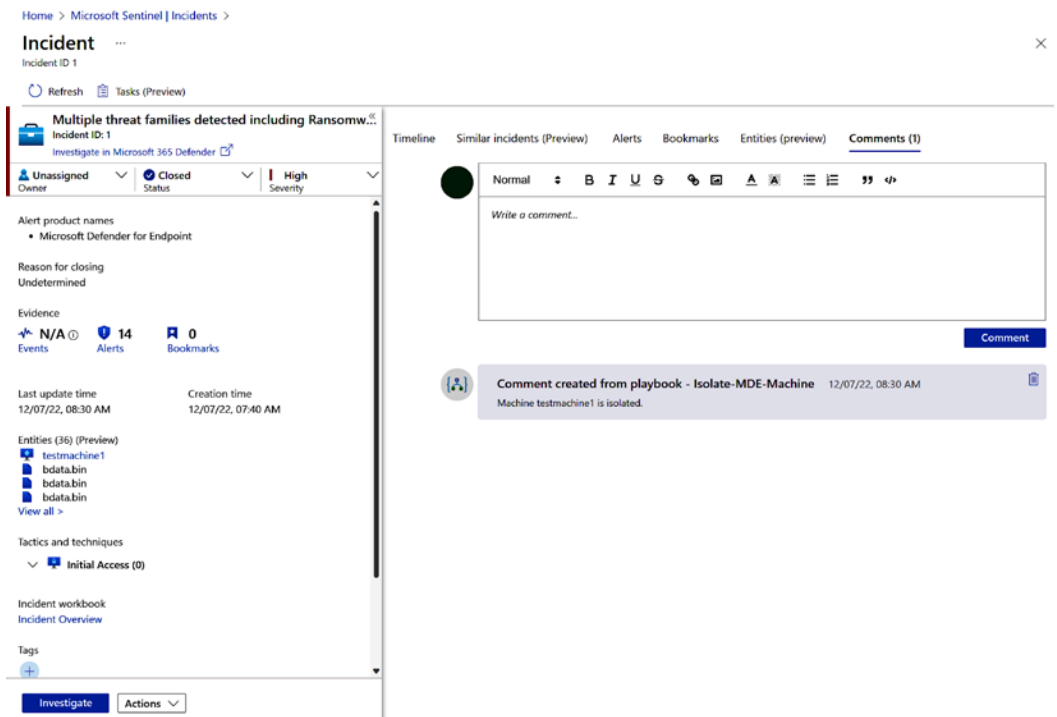 Home > Microsoft Sentinel | Incidents >
Incident ...
Incident ID 1
Refresh Tasks (Preview)
Multiple threat families detected including Ransomw...
Incident ID: 1
Investigate in Microsoft 365 Defender
Unassigned
Owner
Closed
Status
High
Severity
Alert product names
• Microsoft Defender for Endpoint
Reason for closing
Undetermined
Evidence
N/A 14 0
Events Alerts Bookmarks
Last update time Creation time
12/07/22, 08:30 AM 12/07/22, 07:40 AM
Entities (36) (Preview)
testmachine1
bdata.bin
bdata.bin
bdata.bin
View all >
Tactics and techniques
Initial Access (0)
Incident workbook
Incident Overview
Tags
Investigate Actions
Timeline Similar incidents (Preview) Alerts Bookmarks Entities (preview) Comments (1)
Normal B I U S A A
Write a comment...
Comment
Comment created from playbook - Isolate-MDE-Machine 12/07/22, 08:30 AM
Machine testmachine1 is isolated.